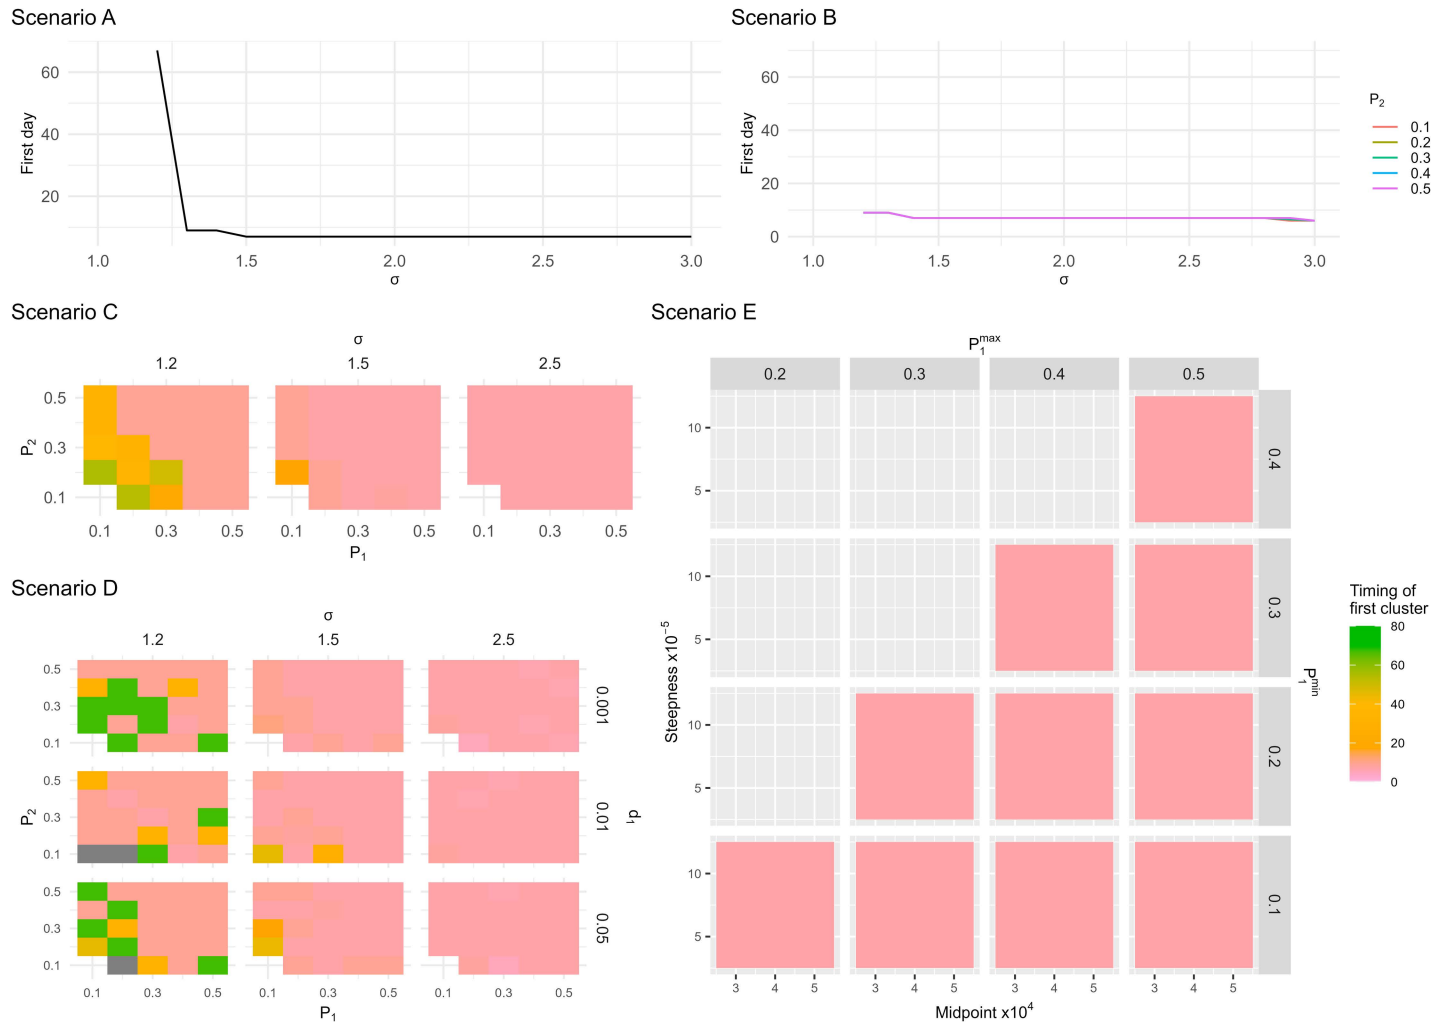 Scenario A
60
40
20
First day
1.0 1.5 2.0 2.5 3.0
σ
Scenario B
60
40
20
0
First day
1.0 1.5 2.0 2.5 3.0
σ
P2
0.1
0.2
0.3
0.4
0.5
Scenario C
σ
1.2 1.5 2.5
0.5
0.3
0.1
P2
0.1 0.3 0.5 0.1 0.3 0.5 0.1 0.3 0.5
P1
Scenario D
σ
1.2 1.5 2.5
0.5
0.3
0.1
0.001
0.5
0.3
0.1
P2
0.01
d1
0.5
0.3
0.1
0.05
0.1 0.3 0.5 0.1 0.3 0.5 0.1 0.3 0.5
P1
Scenario E
P1max
0.2 0.3 0.4 0.5
10
5
0.4
10
5
0.3
Steepness x10−5
10
5
0.2
P1min
10
5
0.1
3 4 5 3 4 5 3 4 5 3 4 5
Midpoint x104
Timing of
first cluster
80
60
40
20
0